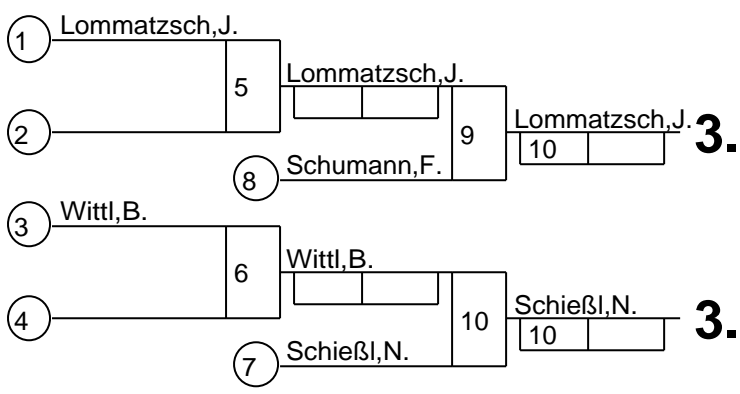 1 Lommatzsch,J.
5 Lommatzsch,J.
2
9 Lommatzsch,J. 3.
10
8 Schumann,F.
3 Wittl,B.
6 Wittl,B.
4
10 Schießl,N. 3.
10
7 Schießl,N.